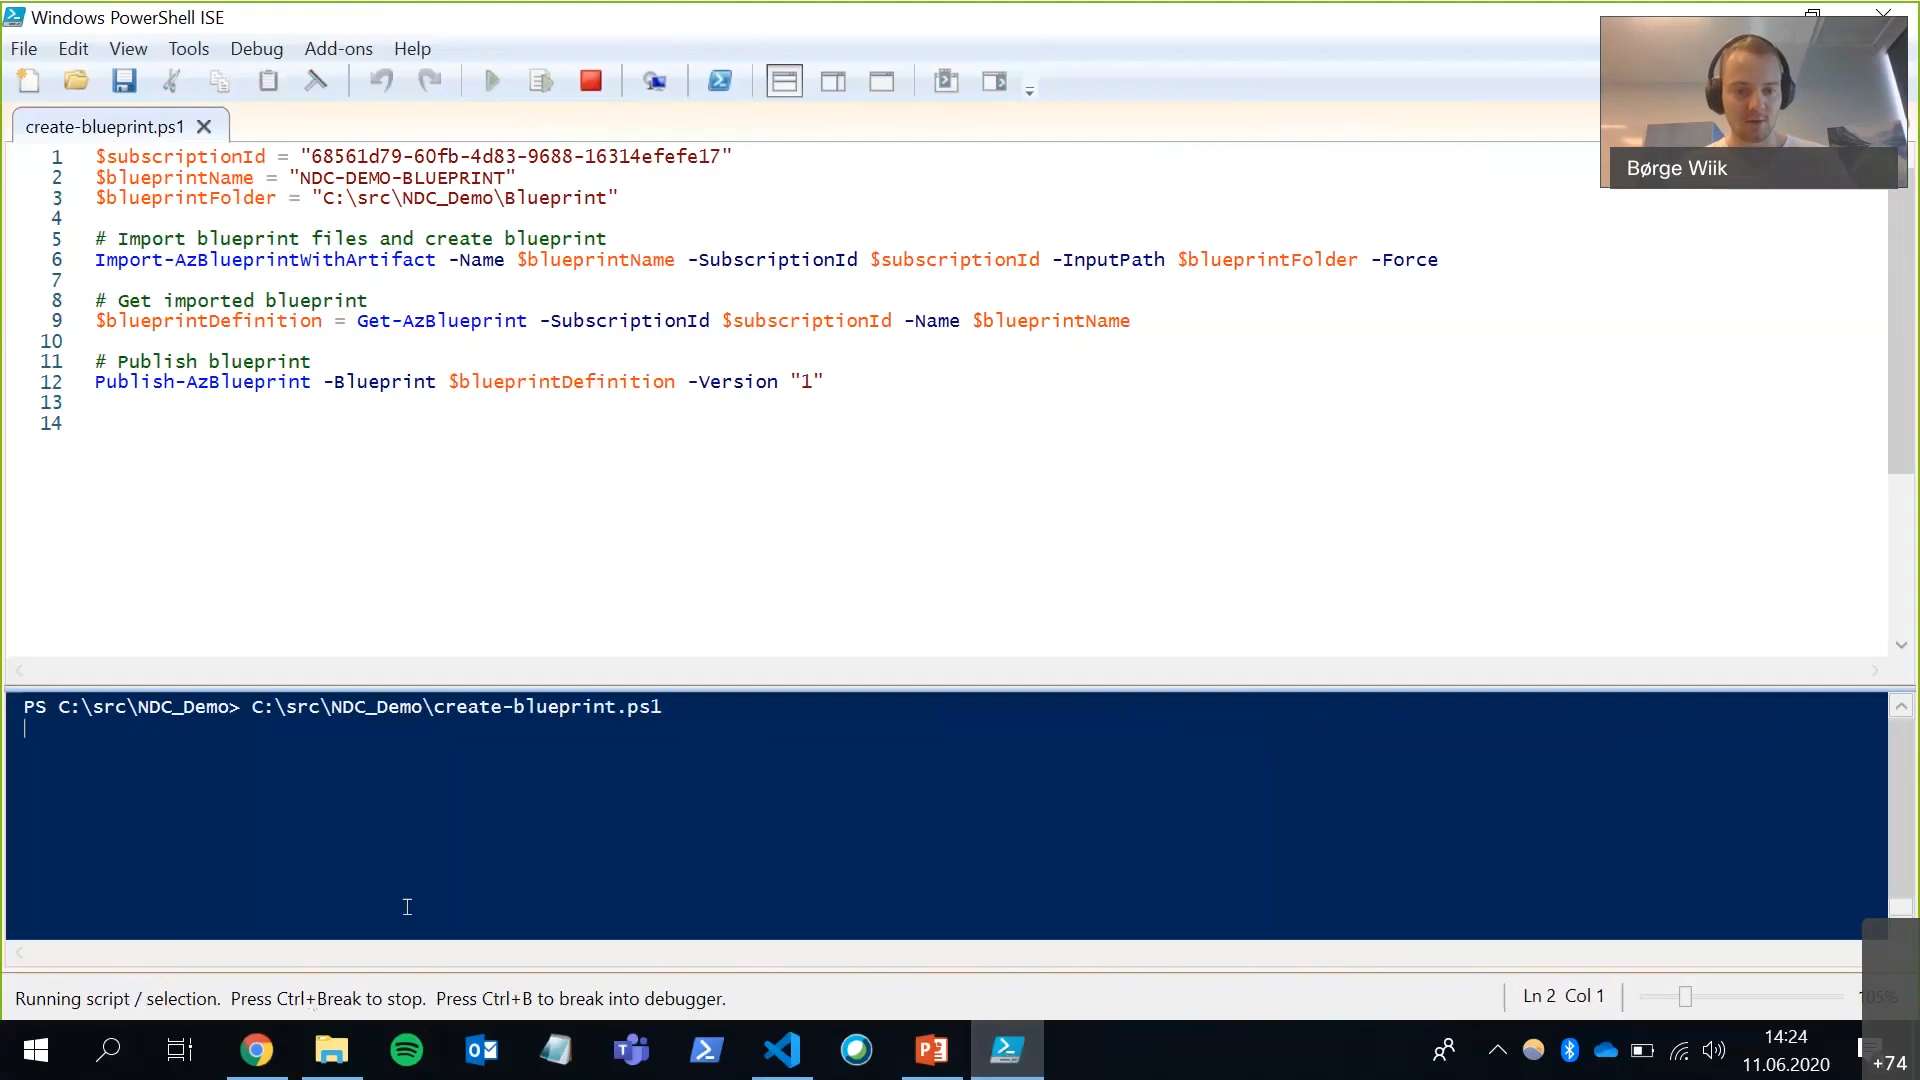 Windows PowerShell ISE
File Edit View Tools Debug Add-ons Help
create-blueprint.ps1
1 $subscriptionId = "68561d79-60fb-4d83-9688-16314efefe17"
2 $blueprintName = "NDC-DEMO-BLUEPRINT"
3 $blueprintFolder = "C:\src\NDC_Demo\Blueprint"
4
5 # Import blueprint files and create blueprint
6 Import-AzBlueprintWithArtifact -Name $blueprintName -SubscriptionId $subscriptionId -InputPath $blueprintFolder -Force
7
8 # Get imported blueprint
9 $blueprintDefinition = Get-AzBlueprint -SubscriptionId $subscriptionId -Name $blueprintName
10
11 # Publish blueprint
12 Publish-AzBlueprint -Blueprint $blueprintDefinition -Version "1"
13
14
Børge Wiik
PS C:\src\NDC_Demo> C:\src\NDC_Demo\create-blueprint.ps1
Running script / selection. Press Ctrl+Break to stop. Press Ctrl+B to break into debugger.
Ln 2 Col 1
105%
14:24
11.06.2020
+74